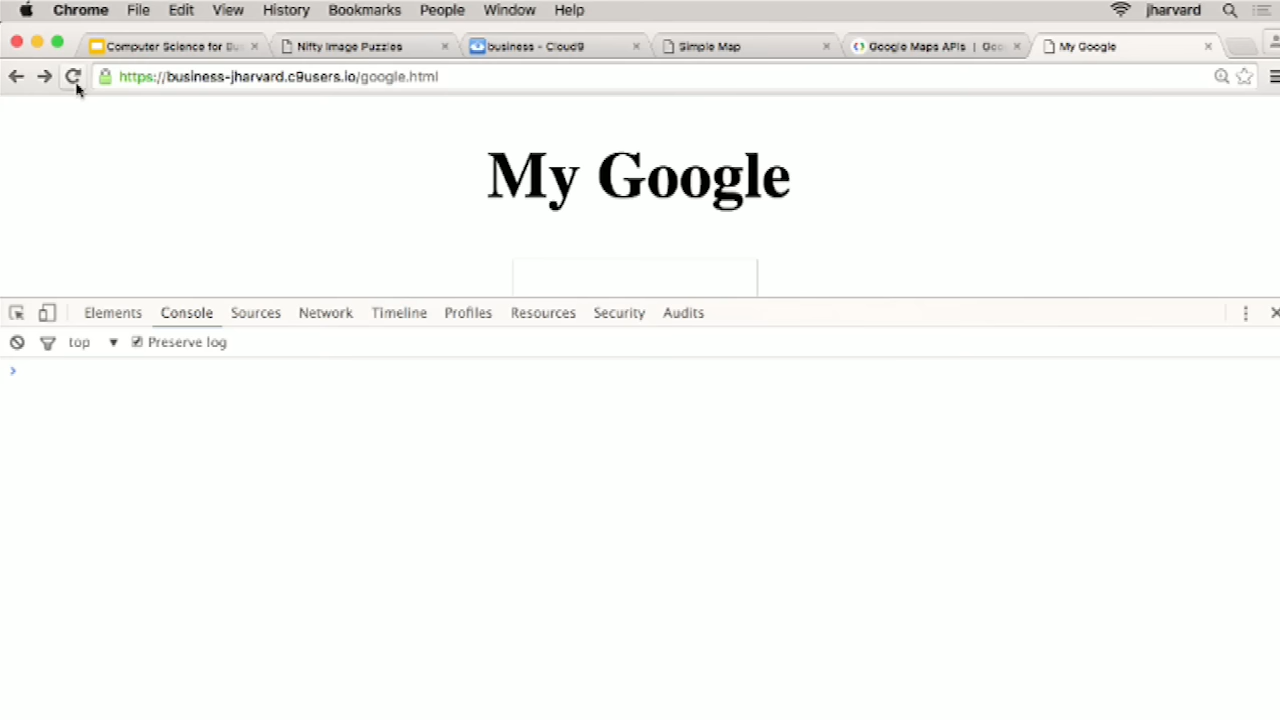 Chrome File Edit View History Bookmarks People Window Help jharvard
Computer Science for Bus Nifty Image Puzzles business - Cloud9 Simple Map Google Maps APIs | Goo My Google
https://business-jharvard.c9users.io/google.html
My Google
Elements Console Sources Network Timeline Profiles Resources Security Audits
top Preserve log